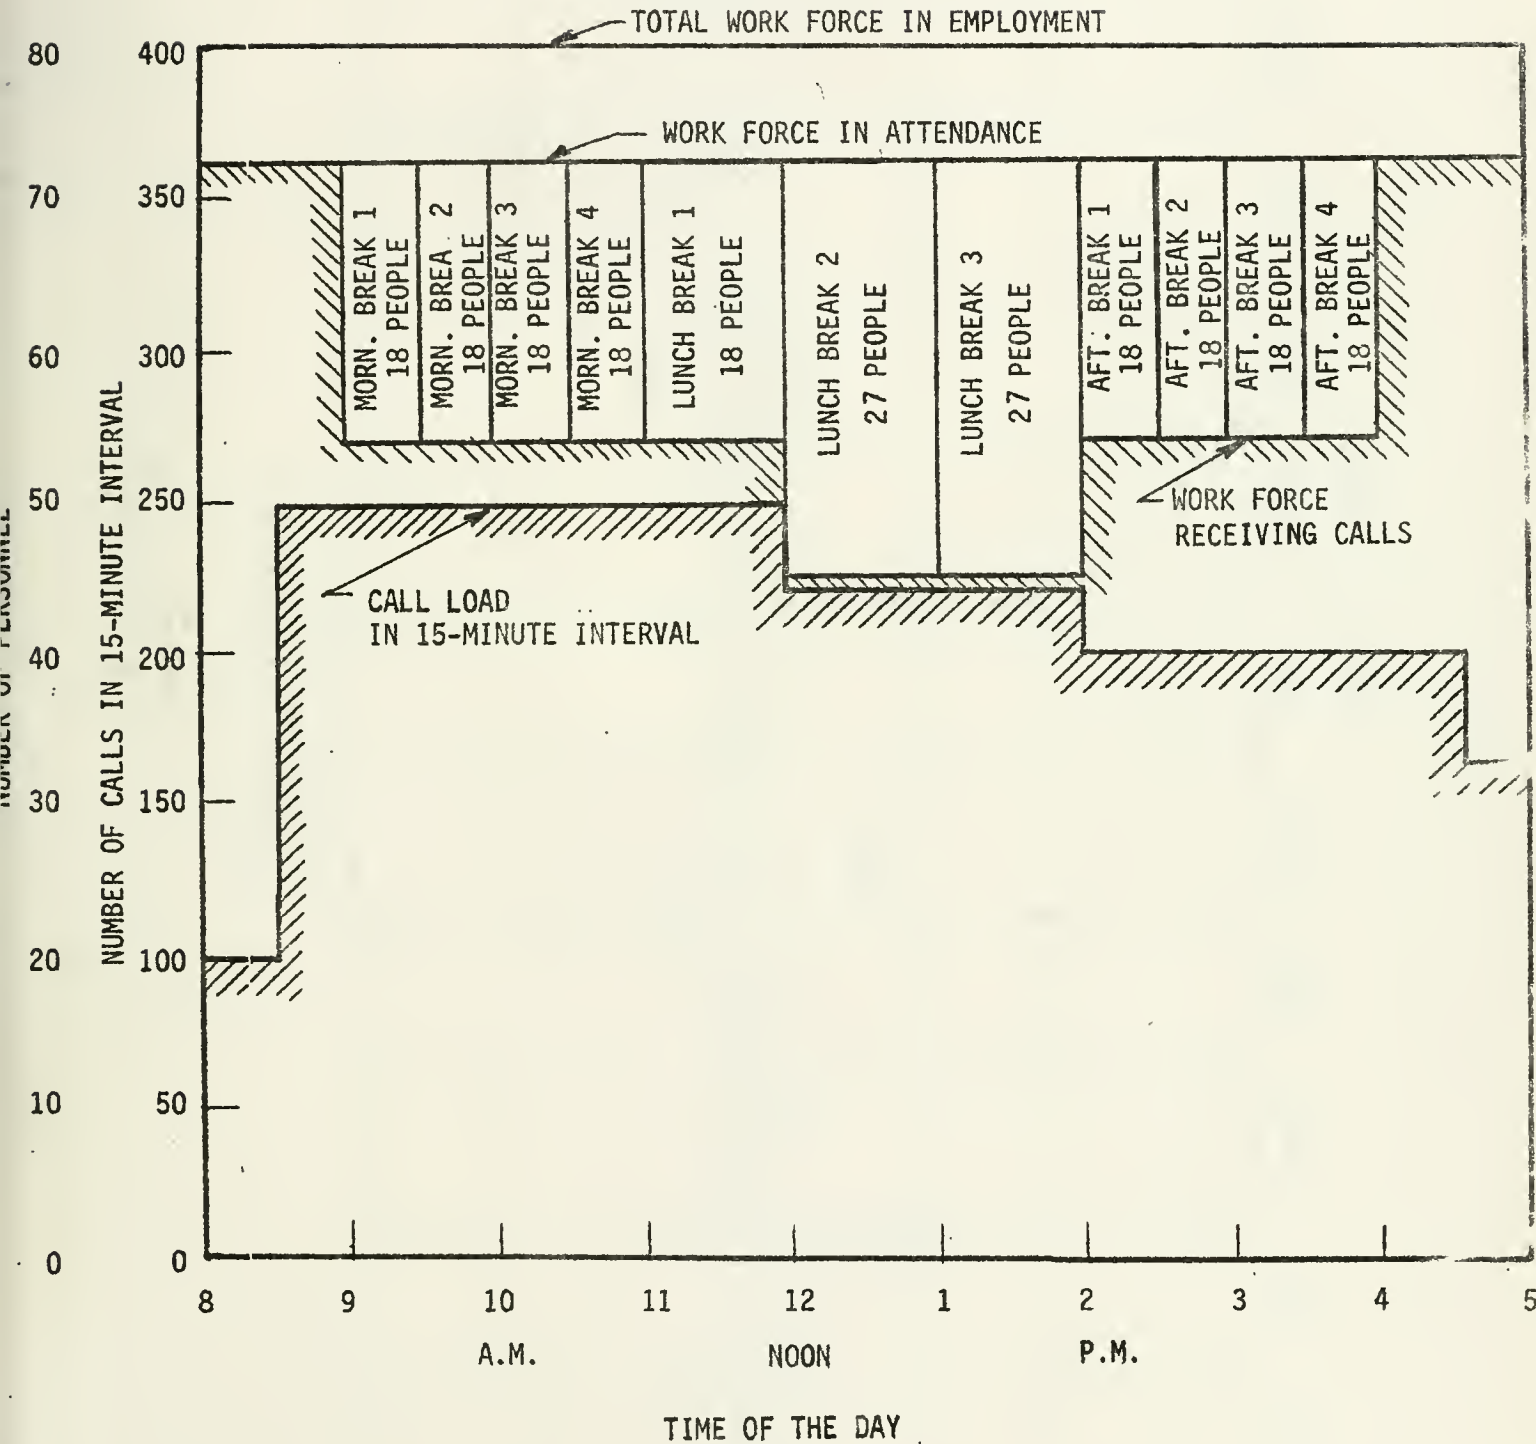 TOTAL WORK FORCE IN EMPLOYMENT
80 400
WORK FORCE IN ATTENDANCE
70 350
MORN. BREAK 1
18 PEOPLE
MORN. BREA 2
18 PEOPLE
MORN. BREAK 3
18 PEOPLE
MORN. BREAK 4
18 PEOPLE
LUNCH BREAK 1
18 PEOPLE
LUNCH BREAK 2
27 PEOPLE
LUNCH BREAK 3
27 PEOPLE
AFT. BREAK 1
18 PEOPLE
AFT. BREAK 2
18 PEOPLE
AFT. BREAK 3
18 PEOPLE
AFT. BREAK 4
18 PEOPLE
60 300
50 250
WORK FORCE
RECEIVING CALLS
CALL LOAD
IN 15-MINUTE INTERVAL
NUMBER OF PERSONNEL
NUMBER OF CALLS IN 15-MINUTE INTERVAL
40 200
30 150
20 100
10 50
0 0
8 9 10 11 12 1 2 3 4 5
A.M. NOON P.M.
TIME OF THE DAY